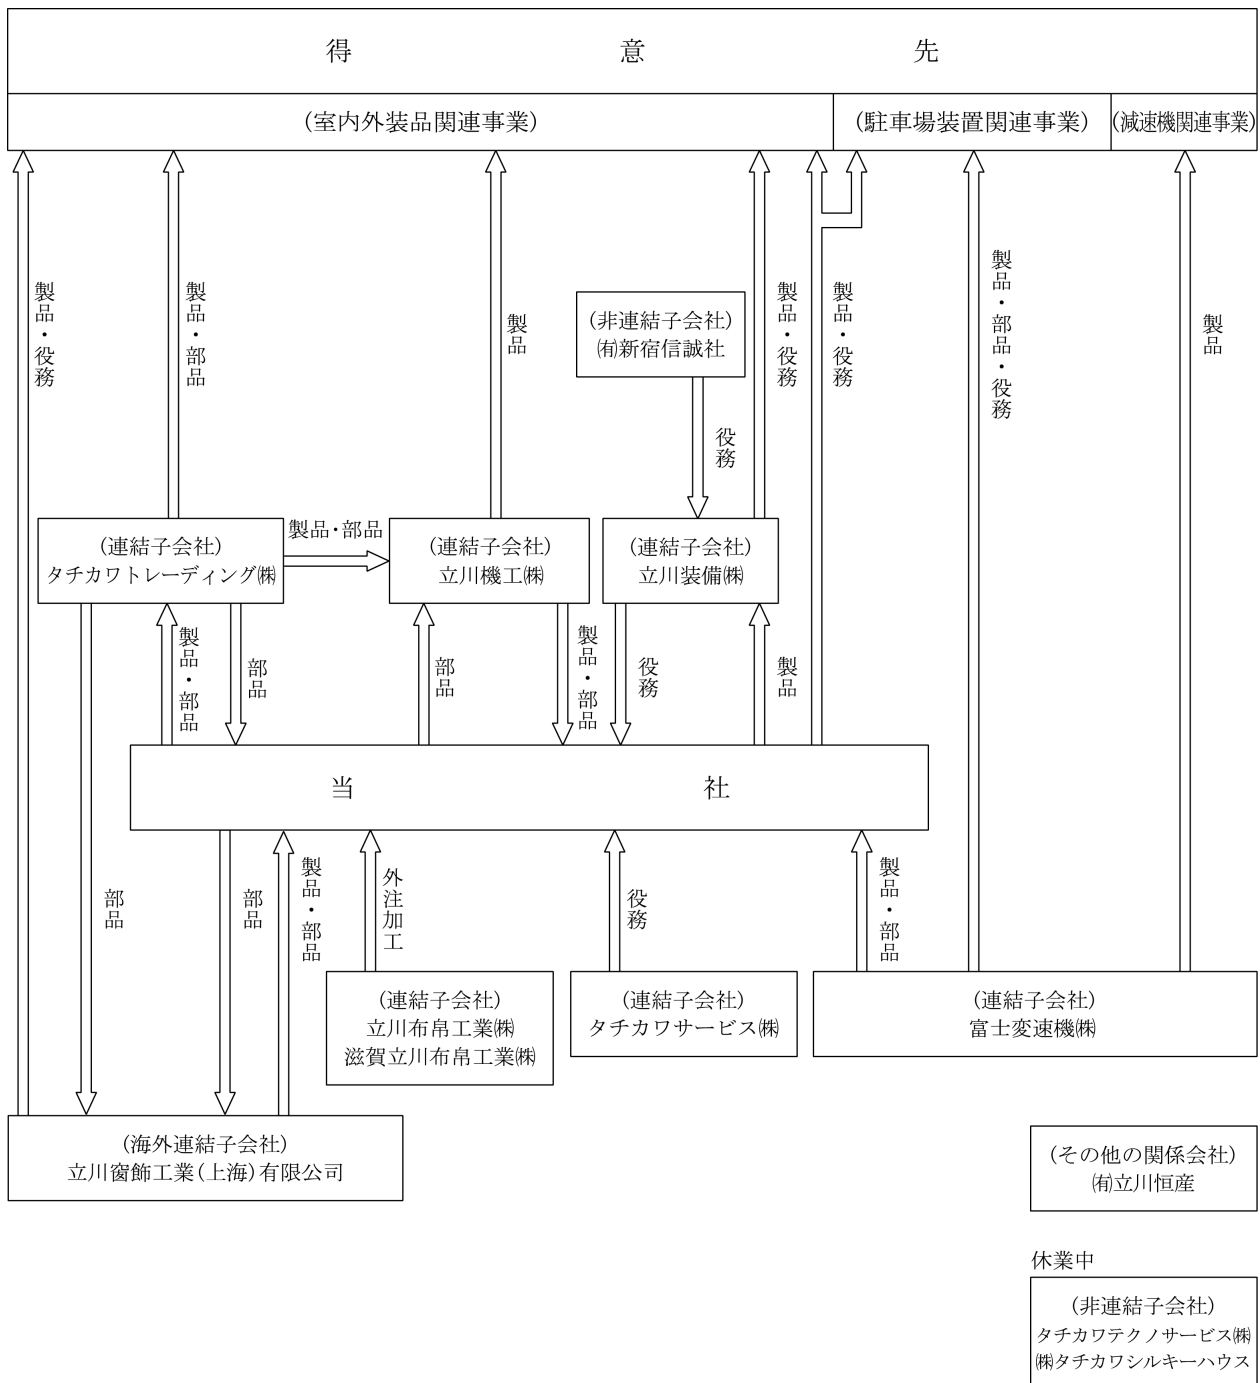 得意先
(室内外装品関連事業)
(駐車場装置関連事業)
(減速機関連事業)
製品・役務
製品・部品
製品
(非連結子会社)
㈲新宿信誠社
役務
製品・役務
製品・役務
製品・部品・役務
製品
(連結子会社)
タチカワトレーディング㈱
製品・部品
(連結子会社)
立川機工㈱
(連結子会社)
立川装備㈱
製品・部品
部品
部品
製品・部品
役務
製品
当社
部品
部品
製品・部品
外注加工
役務
製品・部品
(連結子会社)
立川布帛工業㈱
滋賀立川布帛工業㈱
(連結子会社)
タチカワサービス㈱
(連結子会社)
富士変速機㈱
(海外連結子会社)
立川窗飾工業(上海)有限公司
(その他の関係会社)
㈲立川恒産
休業中
(非連結子会社)
タチカワテクノサービス㈱
㈱タチカワシルキーハウス